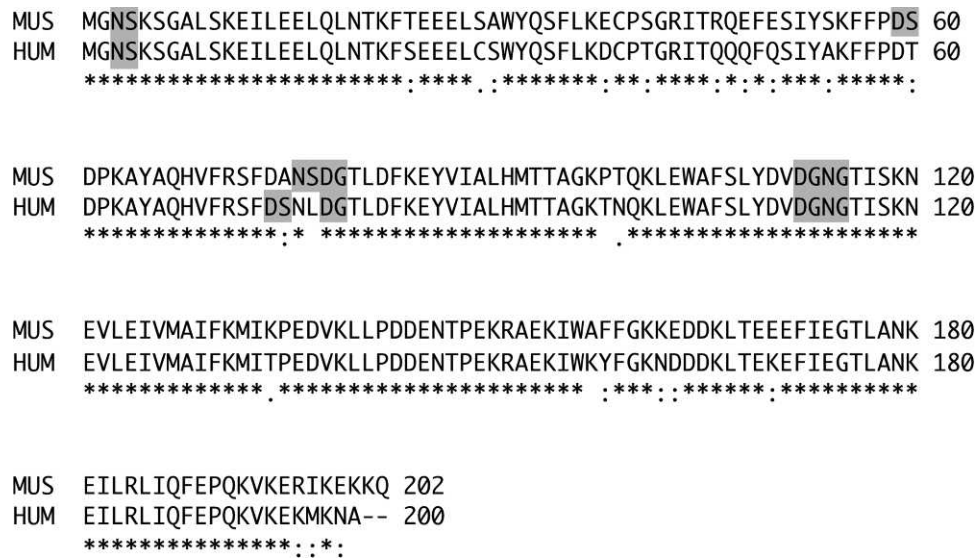 MUS MGNSKSGALSKEILEELQLNTKFTEEELSAWYQSFLKECPSGRITRQEFESIYSKFFPDS 60
HUM MGNSKSGALSKEILEELQLNTKFSEEELCSWYQSFLKDCPTGRITQQQFQSIYAKFFPDT 60
***********************:****.:*******:**:****:*:*:***:*****:
MUS DPKAYAQHVFRSFDANSDGTLDFKEYVIALHMTTAGKPTQKLEWAFSLYDVDGNGTISKN 120
HUM DPKAYAQHVFRSFDSNLDGTLDFKEYVIALHMTTAGKTNQKLEWAFSLYDVDGNGTISKN 120
**************:* ******************** .*********************
MUS EVLEIVMAIFKMIKPEDVKLLPDDENTPEKRAEKIWAFFGKKEDDKLTEEEFIEGTLANK 180
HUM EVLEIVMAIFKMITPEDVKLLPDDENTPEKRAEKIWKYFGKNDDDKLTEKEFIEGTLANK 180
*************.********************** :***::******:**********
MUS EILRLIQFEPQKVKERIKEKKQ 202
HUM EILRLIQFEPQKVKEKMKNA-- 200
***************::*: